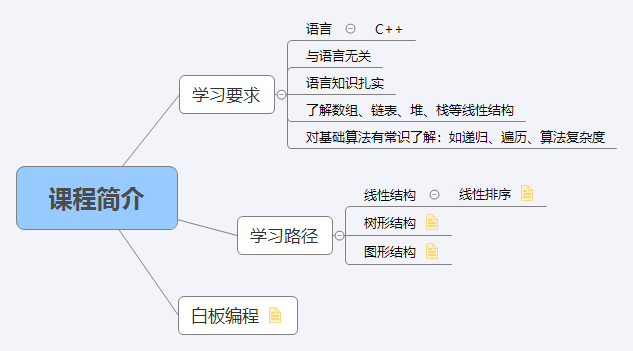 语言
C++
与语言无关
语言知识扎实
了解数组、链表、堆、栈等线性结构
对基础算法有常识了解：如递归、遍历、算法复杂度
学习要求
课程简介
线性结构
线性排序
树形结构
图形结构
学习路径
白板编程